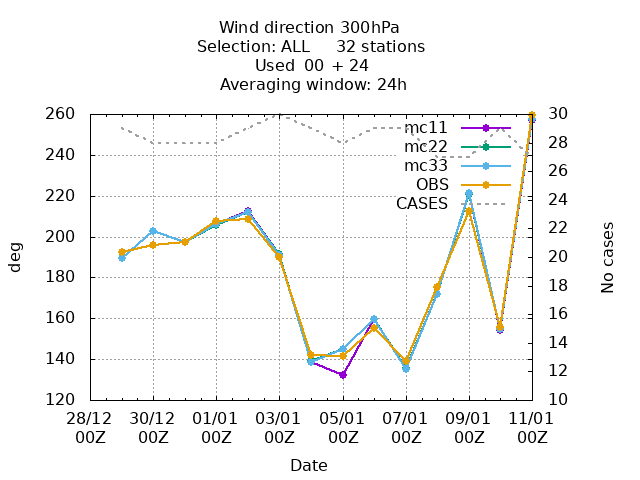 Wind direction 300hPa
Selection: ALL 32 stations
Used 00 + 24
Averaging window: 24h
260
240
220
200
180
160
140
120
deg
30
28
26
24
22
20
18
16
14
12
10
No cases
mc11
mc22
mc33
OBS
CASES
28/12 30/12 01/01 03/01 05/01 07/01 09/01 11/01
00Z 00Z 00Z 00Z 00Z 00Z 00Z 00Z
Date